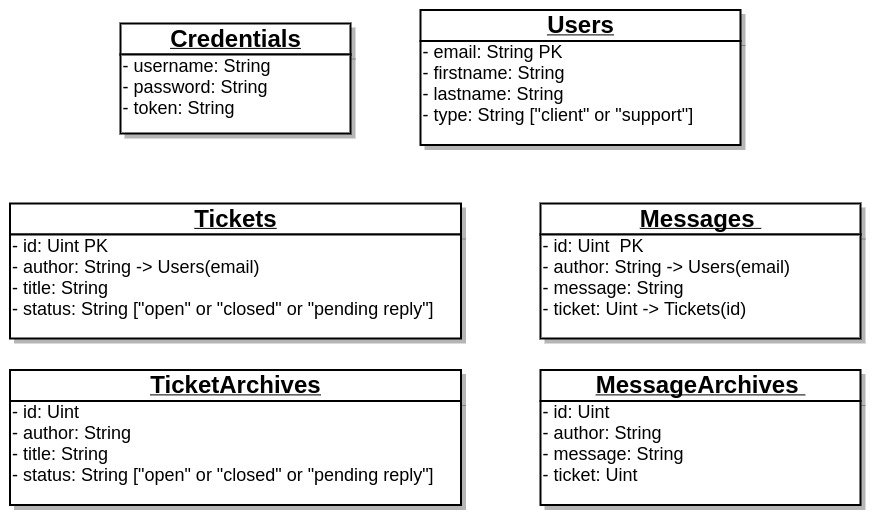 Credentials
- username: String
- password: String
- token: String
Users
- email: String PK
- firstname: String
- lastname: String
- type: String ["client" or "support"]
Tickets
- id: Uint PK
- author: String -> Users(email)
- title: String
- status: String ["open" or "closed" or "pending reply"]
Messages
- id: Uint  PK
- author: String -> Users(email)
- message: String
- ticket: Uint -> Tickets(id)
TicketArchives
- id: Uint
- author: String
- title: String
- status: String ["open" or "closed" or "pending reply"]
MessageArchives
- id: Uint
- author: String
- message: String
- ticket: Uint